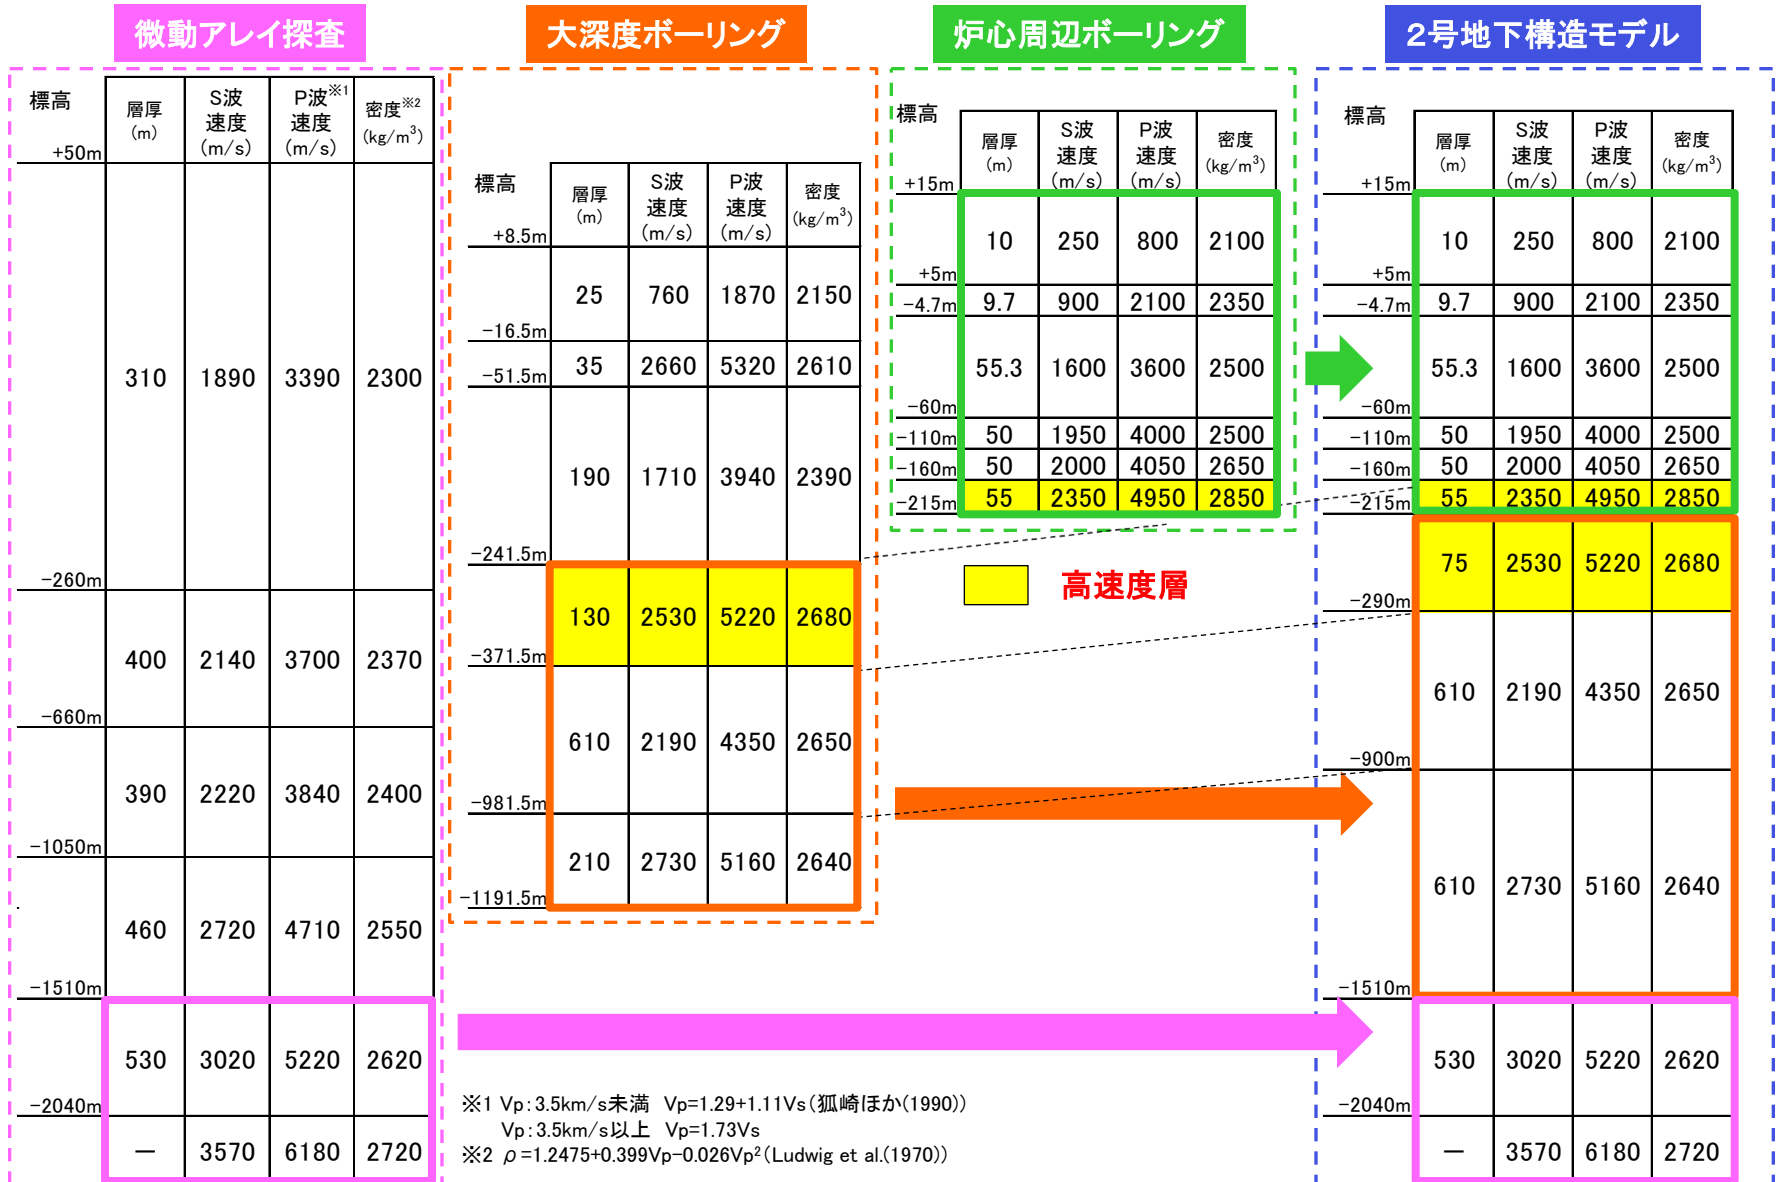 微動アレイ探査
標高
層厚
(m)
S波
速度
(m/s)
P波※1
速度
(m/s)
密度※2
(kg/m³)
+50m
310 1890 3390 2300
−260m
400 2140 3700 2370
−660m
390 2220 3840 2400
−1050m
460 2720 4710 2550
−1510m
530 3020 5220 2620
−2040m
— 3570 6180 2720
大深度ボーリング
標高
層厚
(m)
S波
速度
(m/s)
P波
速度
(m/s)
密度
(kg/m³)
+8.5m
25 760 1870 2150
−16.5m
35 2660 5320 2610
−51.5m
190 1710 3940 2390
−241.5m
130 2530 5220 2680
−371.5m
610 2190 4350 2650
−981.5m
210 2730 5160 2640
−1191.5m
炉心周辺ボーリング
標高
層厚
(m)
S波
速度
(m/s)
P波
速度
(m/s)
密度
(kg/m³)
+15m
10 250 800 2100
+5m
9.7 900 2100 2350
−4.7m
55.3 1600 3600 2500
−60m
50 1950 4000 2500
−110m
50 2000 4050 2650
−160m
55 2350 4950 2850
−215m
高速度層
2号地下構造モデル
標高
層厚
(m)
S波
速度
(m/s)
P波
速度
(m/s)
密度
(kg/m³)
+15m
10 250 800 2100
+5m
9.7 900 2100 2350
−4.7m
55.3 1600 3600 2500
−60m
50 1950 4000 2500
−110m
50 2000 4050 2650
−160m
55 2350 4950 2850
−215m
75 2530 5220 2680
−290m
610 2190 4350 2650
−900m
610 2730 5160 2640
−1510m
530 3020 5220 2620
−2040m
— 3570 6180 2720
※1 Vp：3.5km/s未満 Vp=1.29+1.11Vs（狐崎ほか(1990)）
Vp：3.5km/s以上 Vp=1.73Vs
※2 ρ=1.2475+0.399Vp−0.026Vp²（Ludwig et al.(1970)）